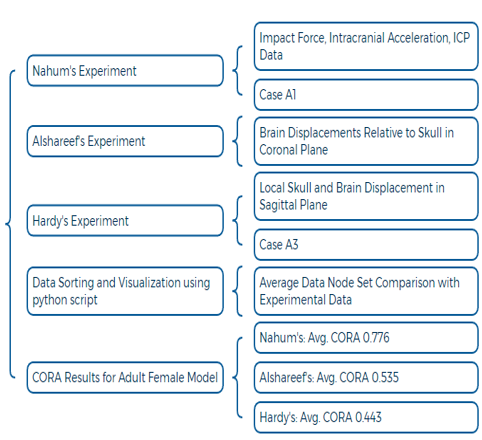 Nahum's Experiment
Impact Force, Intracranial Acceleration, ICP
Data
Case A1
Alshareef's Experiment
Brain Displacements Relative to Skull in
Coronal Plane
Hardy's Experiment
Local Skull and Brain Displacement in
Sagittal Plane
Case A3
Data Sorting and Visualization using
python script
Average Data Node Set Comparison with
Experimental Data
CORA Results for Adult Female Model
Nahum's: Avg. CORA 0.776
Alshareef's: Avg. CORA 0.535
Hardy's: Avg. CORA 0.443